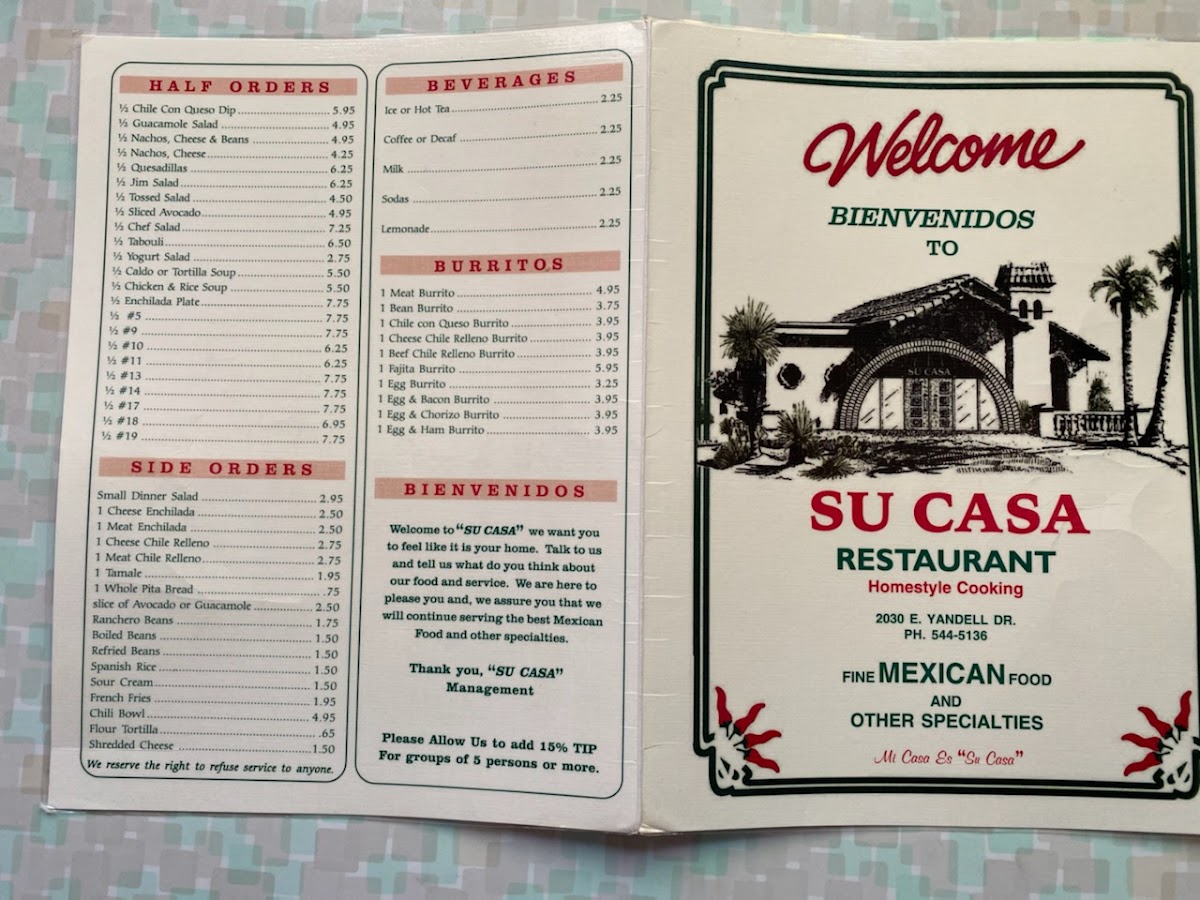 HALF ORDERS
½ Chile Con Queso Dip 5.95
½ Guacamole Salad 4.95
½ Nachos, Cheese & Beans 4.95
½ Nachos, Cheese 4.25
½ Quesadillas 6.25
½ Jim Salad 6.25
½ Tossed Salad 4.50
½ Sliced Avocado 4.95
½ Chef Salad 7.25
½ Tabouli 6.50
½ Yogurt Salad 2.75
½ Caldo or Tortilla Soup 5.50
½ Chicken & Rice Soup 5.50
½ Enchilada Plate 7.75
½ #5 7.75
½ #9 7.75
½ #10 6.25
½ #11 6.25
½ #13 7.75
½ #14 7.75
½ #17 7.75
½ #18 6.95
½ #19 7.75
SIDE ORDERS
Small Dinner Salad 2.95
1 Cheese Enchilada 2.50
1 Meat Enchilada 2.50
1 Cheese Chile Relleno 2.75
1 Meat Chile Relleno 2.75
1 Tamale 1.95
1 Whole Pita Bread .75
slice of Avocado or Guacamole 2.50
Ranchero Beans 1.75
Boiled Beans 1.50
Refried Beans 1.50
Spanish Rice 1.50
Sour Cream 1.50
French Fries 1.95
Chili Bowl 4.95
Flour Tortilla .65
Shredded Cheese 1.50
We reserve the right to refuse service to anyone.
BEVERAGES
Ice or Hot Tea 2.25
Coffee or Decaf 2.25
Milk 2.25
Sodas 2.25
Lemonade 2.25
BURRITOS
1 Meat Burrito 4.95
1 Bean Burrito 3.75
1 Chile con Queso Burrito 3.95
1 Cheese Chile Relleno Burrito 3.95
1 Beef Chile Relleno Burrito 3.95
1 Fajita Burrito 5.95
1 Egg Burrito 3.25
1 Egg & Bacon Burrito 3.95
1 Egg & Chorizo Burrito 3.95
1 Egg & Ham Burrito 3.95
BIENVENIDOS
Welcome to "SU CASA" we want you
to feel like it is your home. Talk to us
and tell us what do you think about
our food and service. We are here to
please you and, we assure you that we
will continue serving the best Mexican
Food and other specialties.
Thank you, "SU CASA"
Management
Please Allow Us to add 15% TIP
For groups of 5 persons or more.
Welcome
BIENVENIDOS
TO
SU CASA
SU CASA
RESTAURANT
Homestyle Cooking
2030 E. YANDELL DR.
PH. 544-5136
FINE MEXICAN FOOD
AND
OTHER SPECIALTIES
Mi Casa Es "Su Casa"